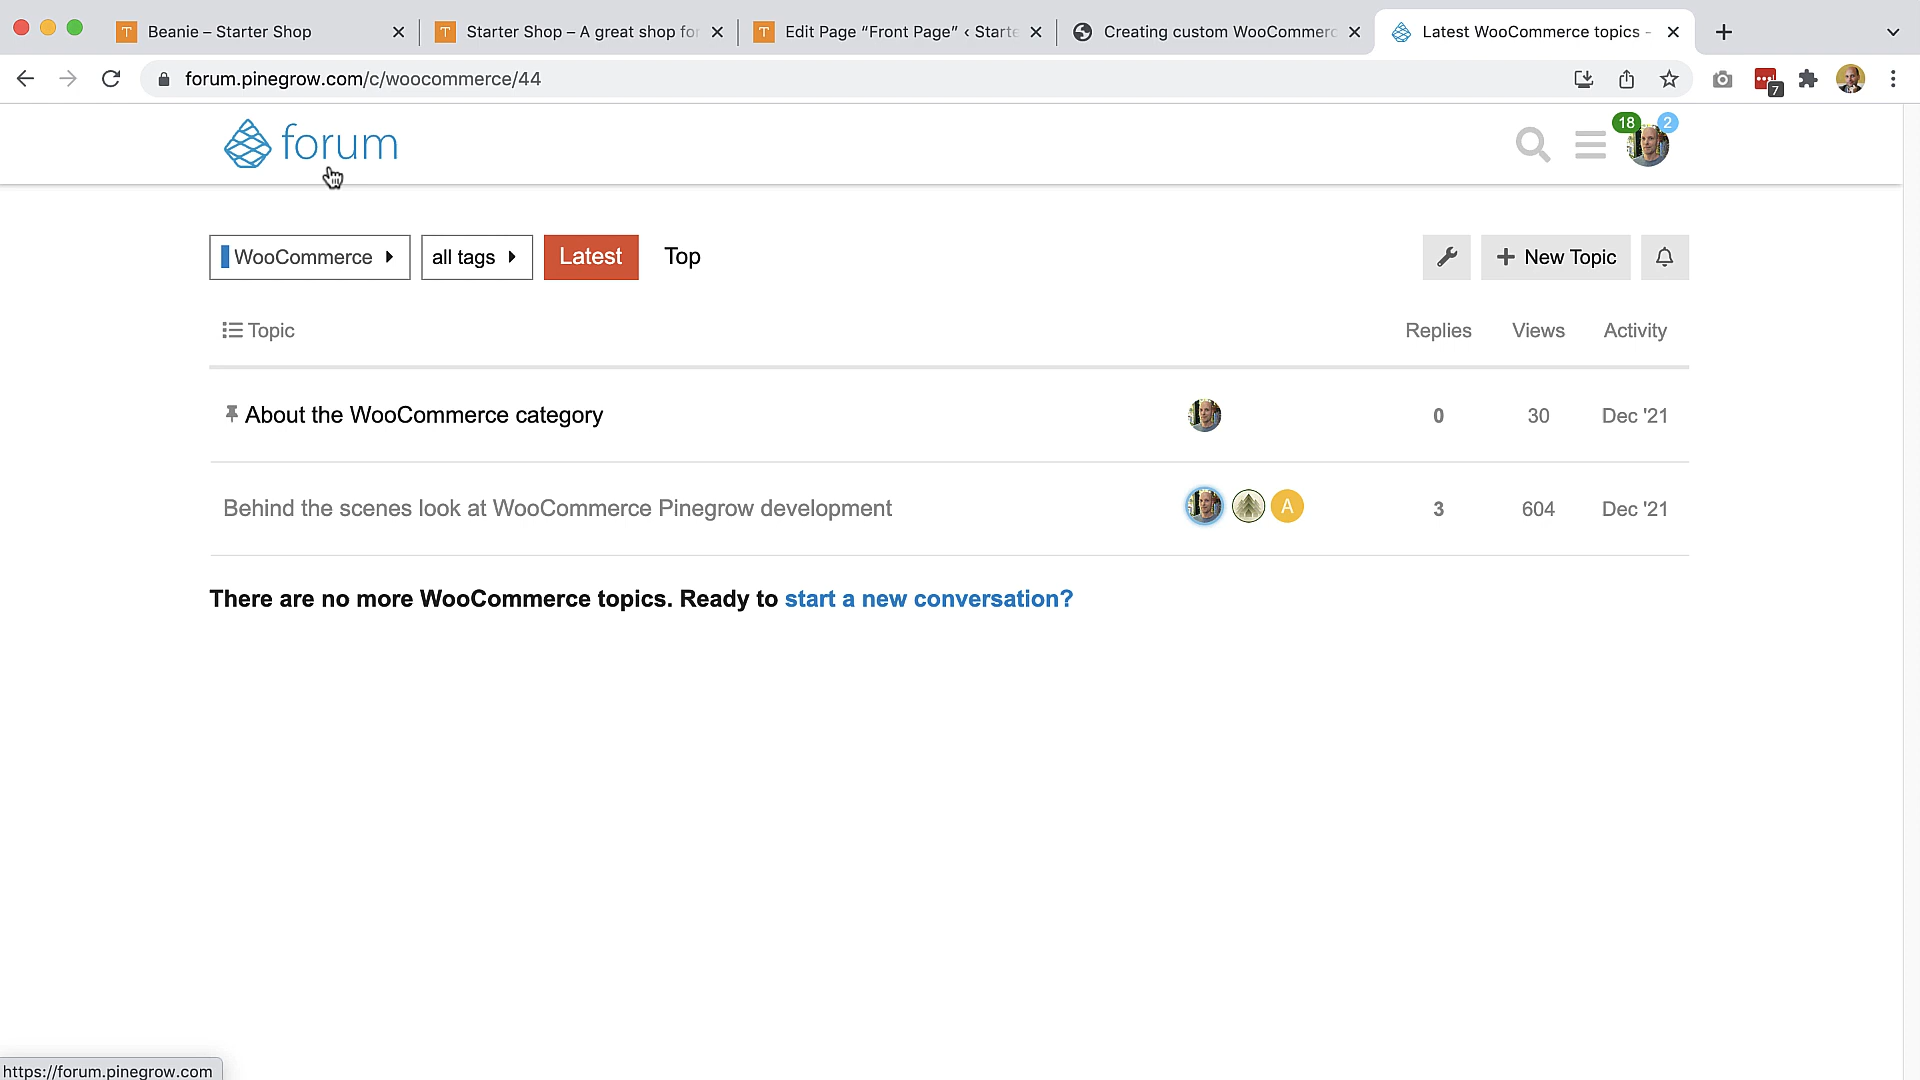 Beanie – Starter Shop
Starter Shop – A great shop for
Edit Page “Front Page” ‹ Starte
Creating custom WooCommerc
Latest WooCommerce topics -
forum.pinegrow.com/c/woocommerce/44
7
forum
18
2
WooCommerce
all tags
Latest
Top
New Topic
Topic
Replies
Views
Activity
About the WooCommerce category
0
30
Dec '21
Behind the scenes look at WooCommerce Pinegrow development
A
3
604
Dec '21
There are no more WooCommerce topics. Ready to start a new conversation?
https://forum.pinegrow.com